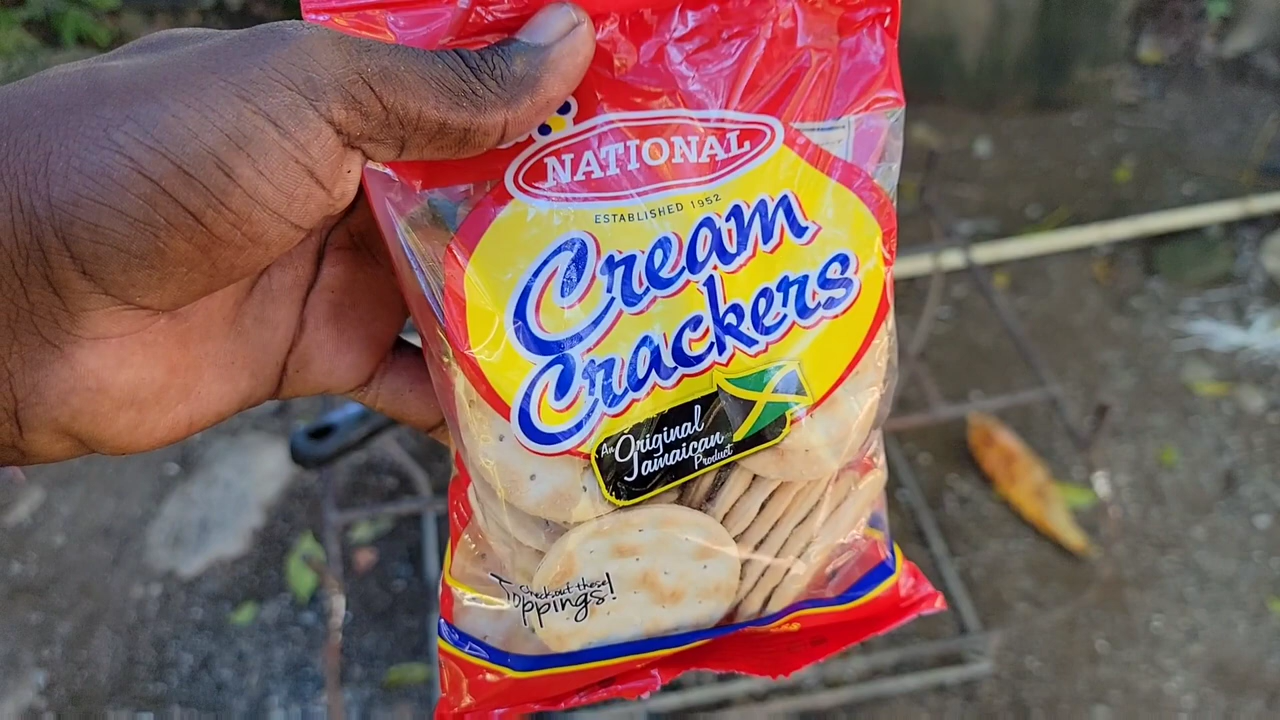 NATIONAL
ESTABLISHED 1952
Cream
Crackers
An Original
Jamaican
Product
Check out these
Toppings!